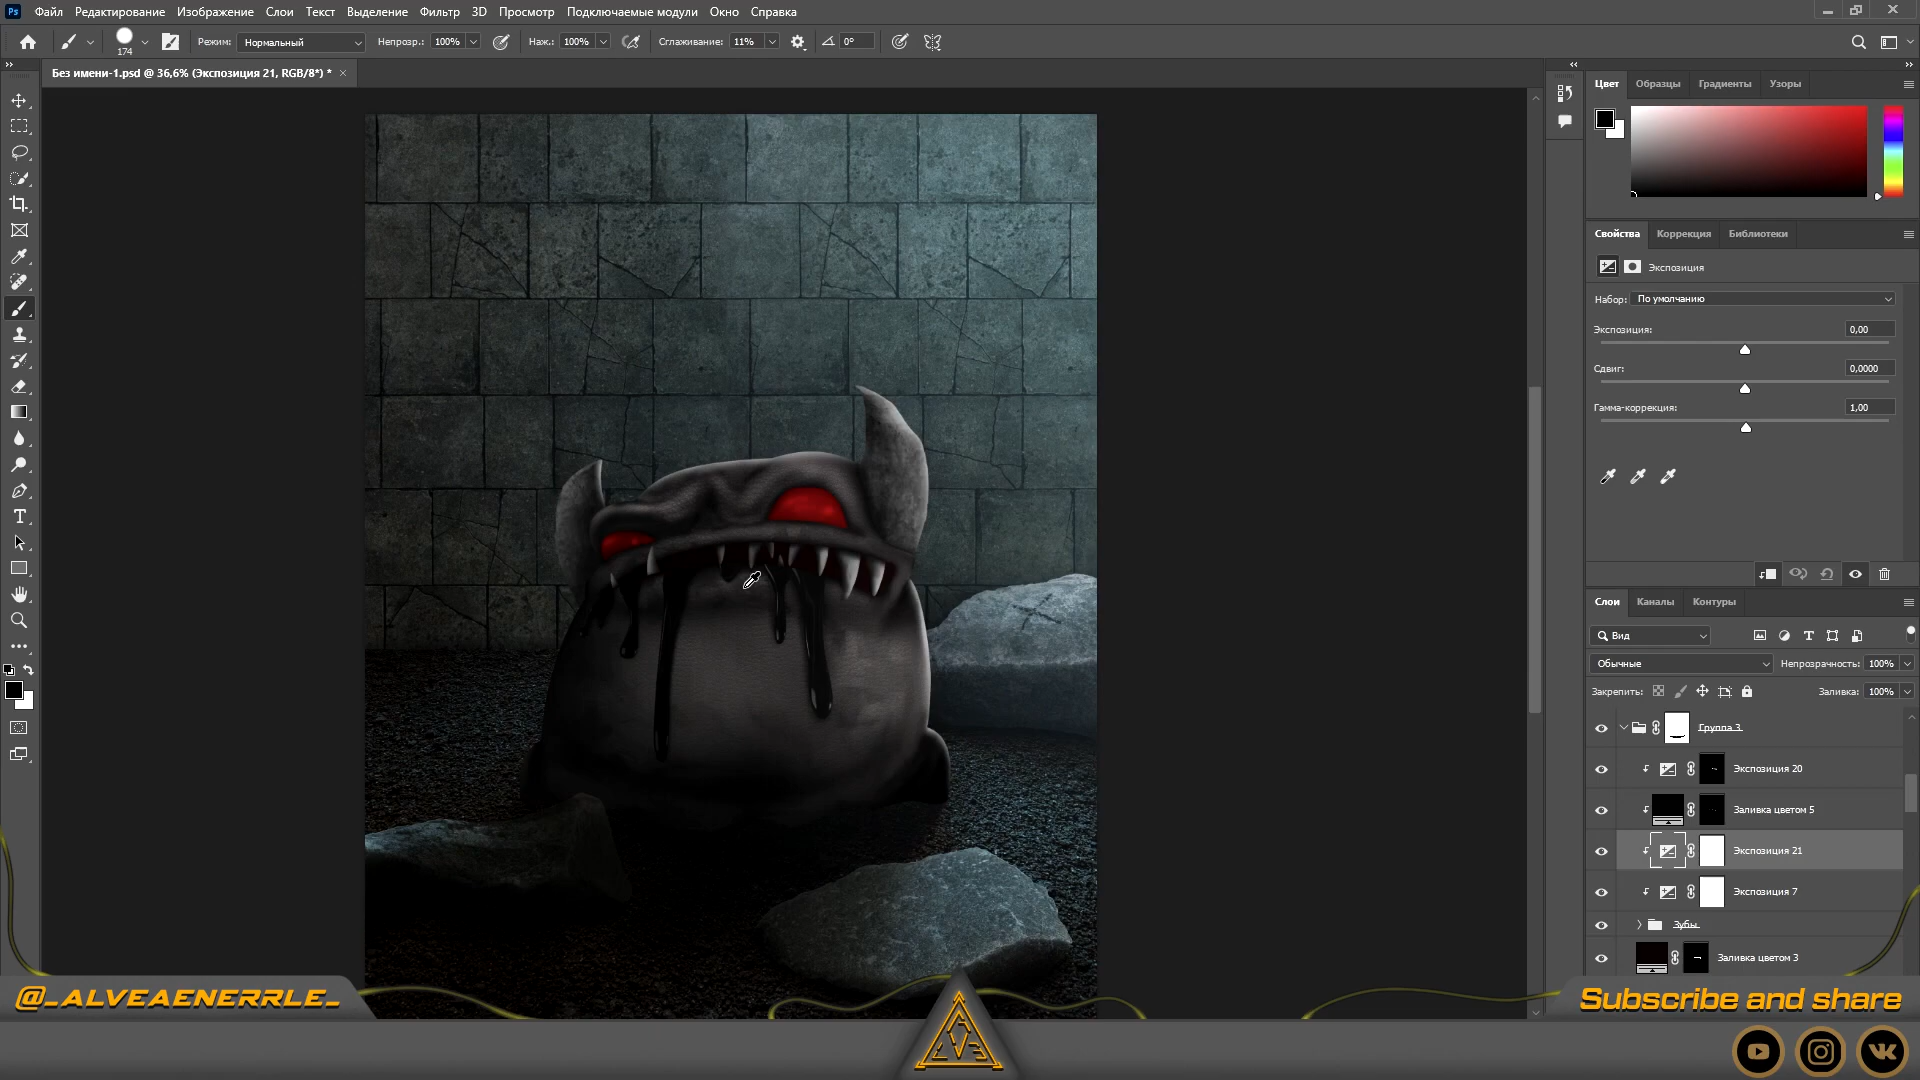 Ps Файл Редактирование Изображение Слои Текст Выделение Фильтр 3D Просмотр Подключаемые модули Окно Справка
174 Режим: Нормальный Непрозр.: 100% Наж.: 100% Сглаживание: 11% 0°
Без имени-1.psd @ 36,6% (Экспозиция 21, RGB/8*) *
Цвет Образцы Градиенты Узоры
Свойства Коррекция Библиотеки
Экспозиция
Набор: По умолчанию
Экспозиция: 0,00
Сдвиг: 0,0000
Гамма-коррекция: 1,00
Слои Каналы Контуры
Вид
Обычные Непрозрачность: 100%
Закрепить: Заливка: 100%
Группа 3
Экспозиция 20
Заливка цветом 5
Экспозиция 21
Экспозиция 7
Зубы
Заливка цветом 3
@_ALVEAENERRLE_
Subscribe and share